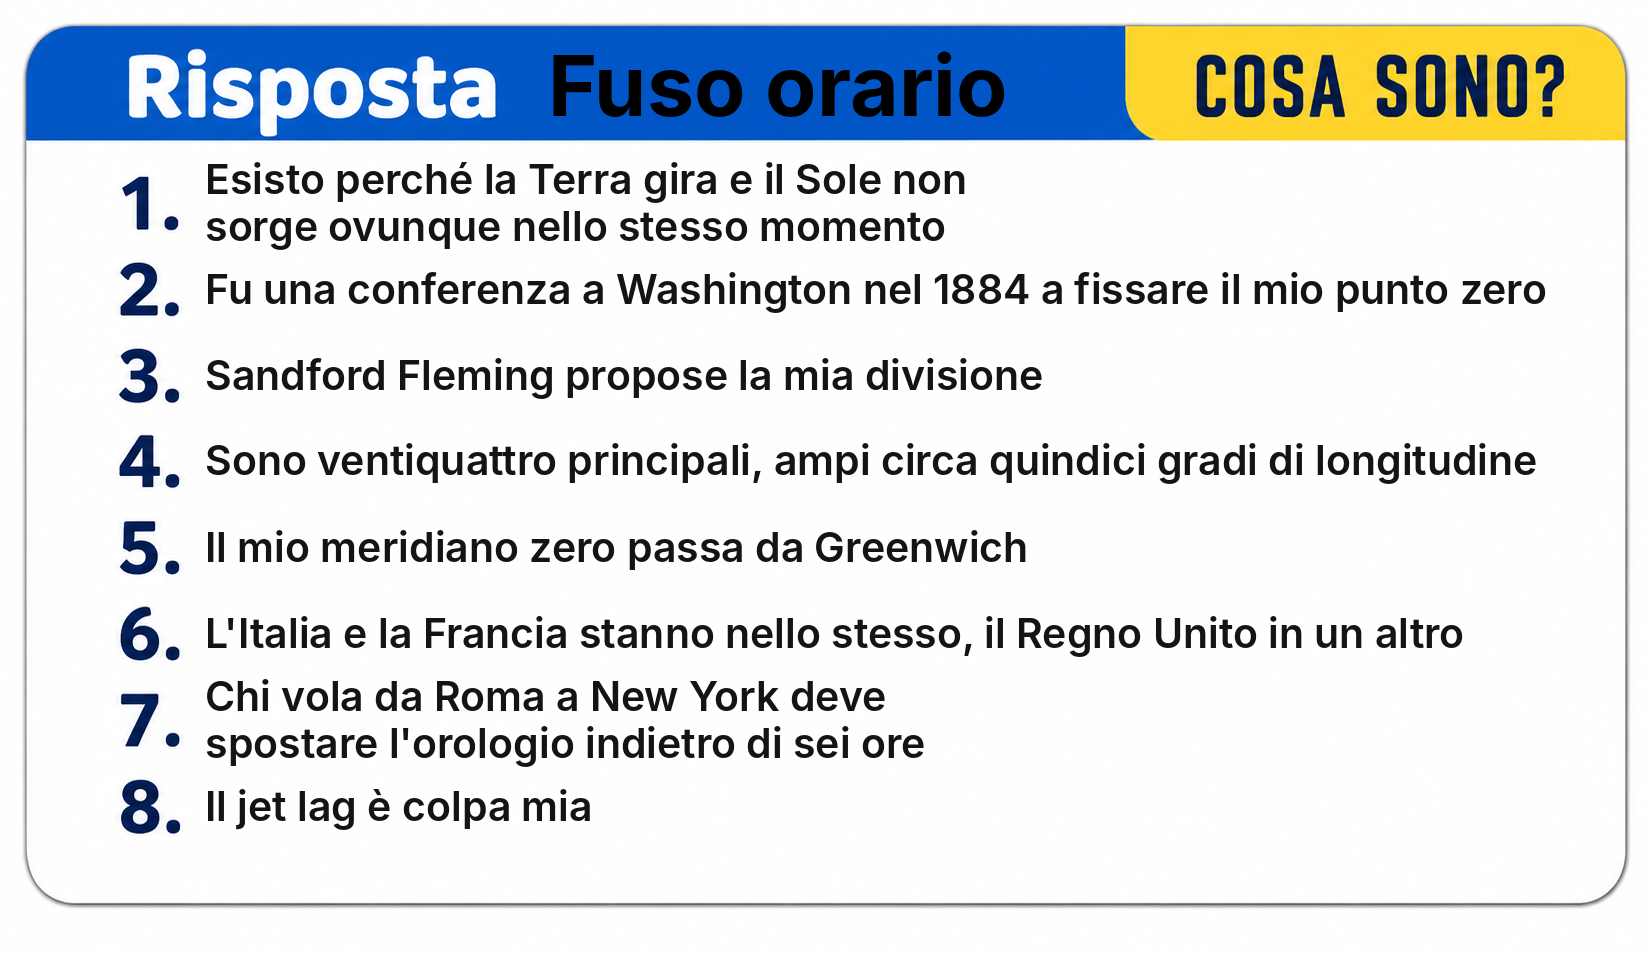 Risposta Fuso orario COSA SONO?
1. Esisto perché la Terra gira e il Sole non
sorge ovunque nello stesso momento
2. Fu una conferenza a Washington nel 1884 a fissare il mio punto zero
3. Sandford Fleming propose la mia divisione
4. Sono ventiquattro principali, ampi circa quindici gradi di longitudine
5. Il mio meridiano zero passa da Greenwich
6. L'Italia e la Francia stanno nello stesso, il Regno Unito in un altro
7. Chi vola da Roma a New York deve
spostare l'orologio indietro di sei ore
8. Il jet lag è colpa mia